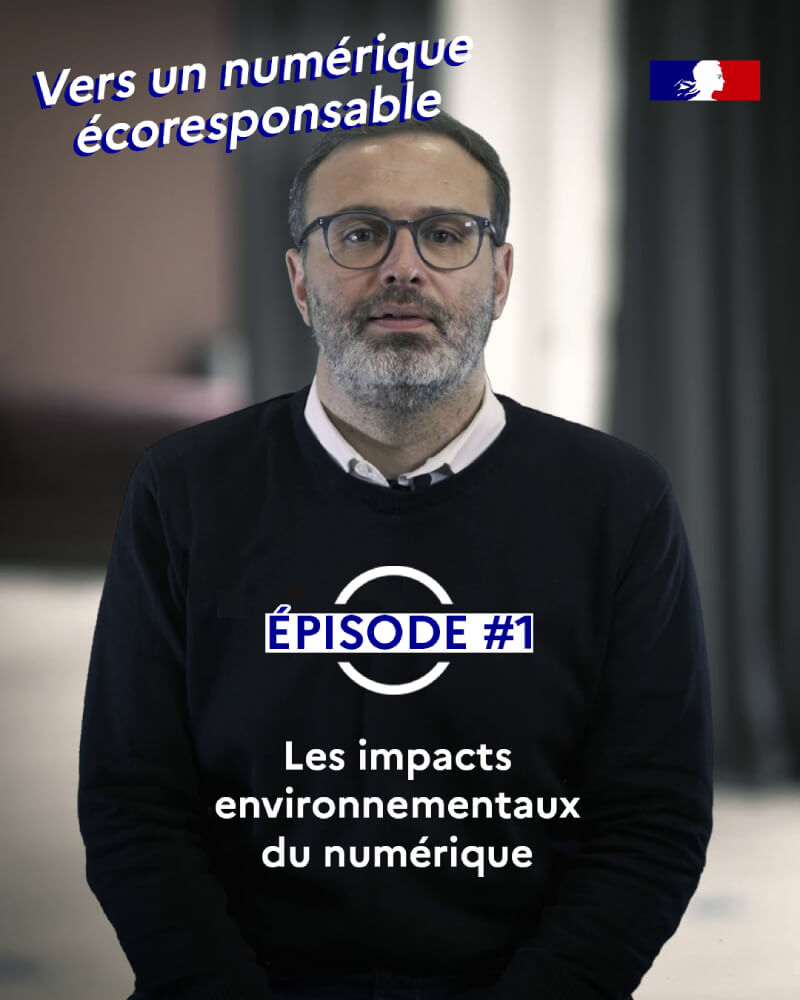 Vers un numérique
écoresponsable
ÉPISODE #1
Les impacts
environnementaux
du numérique